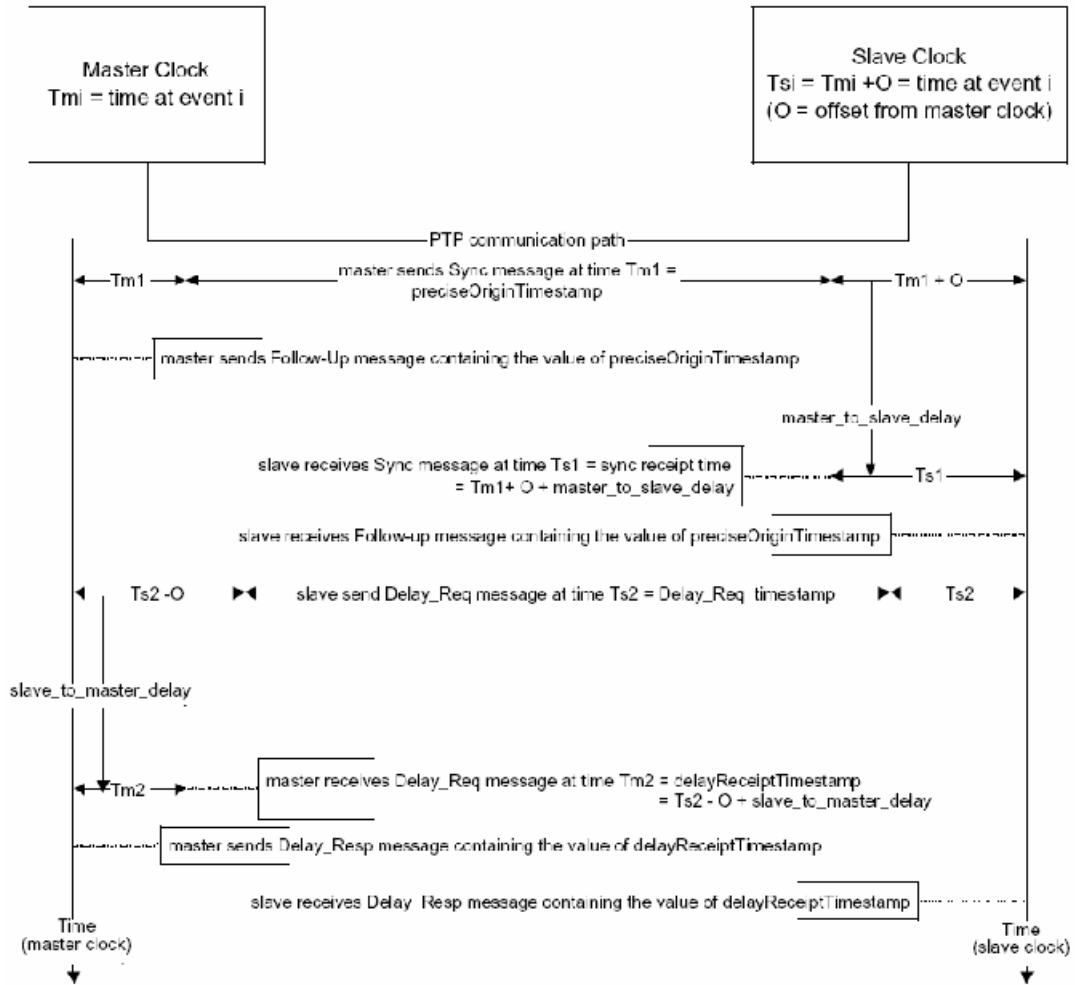 Master Clock
Tmi = time at event i
Slave Clock
Tsi = Tmi +O = time at event i
(O = offset from master clock)
PTP communication path
Tm1
master sends Sync message at time Tm1 =
preciseOriginTimestamp
Tm1 + O
master sends Follow-Up message containing the value of preciseOriginTimestamp
master_to_slave_delay
slave receives Sync message at time Ts1 = sync receipt time
= Tm1+ O + master_to_slave_delay
Ts1
slave receives Follow-up message containing the value of preciseOriginTimestamp
Ts2 -O
slave send Delay_Req message at time Ts2 = Delay_Req timestamp
Ts2
slave_to_master_delay
Tm2
master receives Delay_Req message at time Tm2 = delayReceiptTimestamp
= Ts2 - O + slave_to_master_delay
master sends Delay_Resp message containing the value of delayReceiptTimestamp
slave receives Delay_Resp message containing the value of delayReceiptTimestamp
Time
(master clock)
Time
(slave clock)